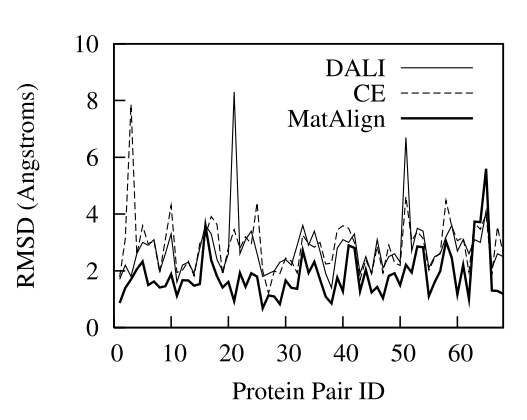 10
8
6
4
2
0
RMSD (Angstroms)
DALI
CE
MatAlign
0 10 20 30 40 50 60
Protein Pair ID